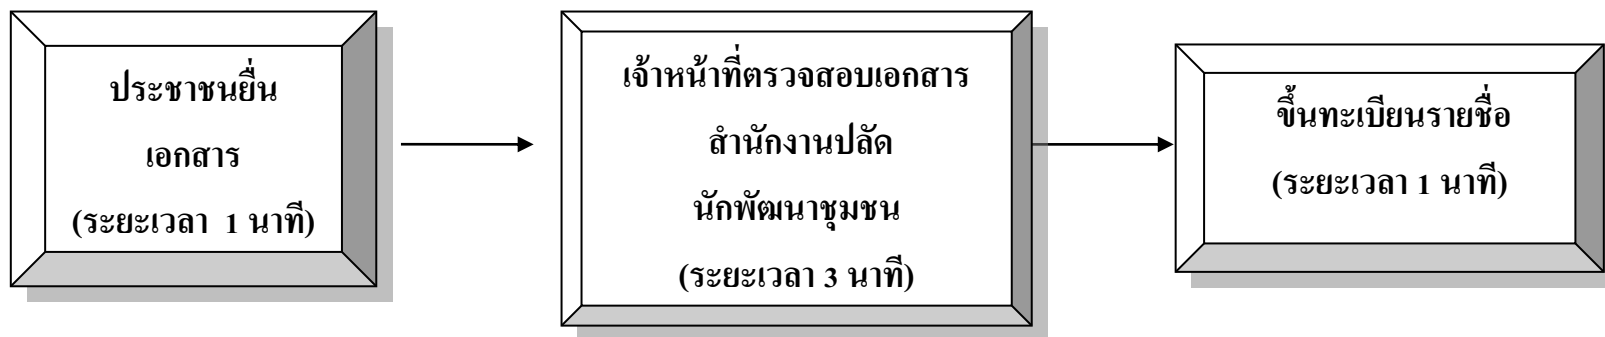 ประชาชนยื่น
เอกสาร
(ระยะเวลา 1 นาที)
เจ้าหน้าที่ตรวจสอบเอกสาร
สำนักงานปลัด
นักพัฒนาชุมชน
(ระยะเวลา 3 นาที)
ขึ้นทะเบียนรายชื่อ
(ระยะเวลา 1 นาที)